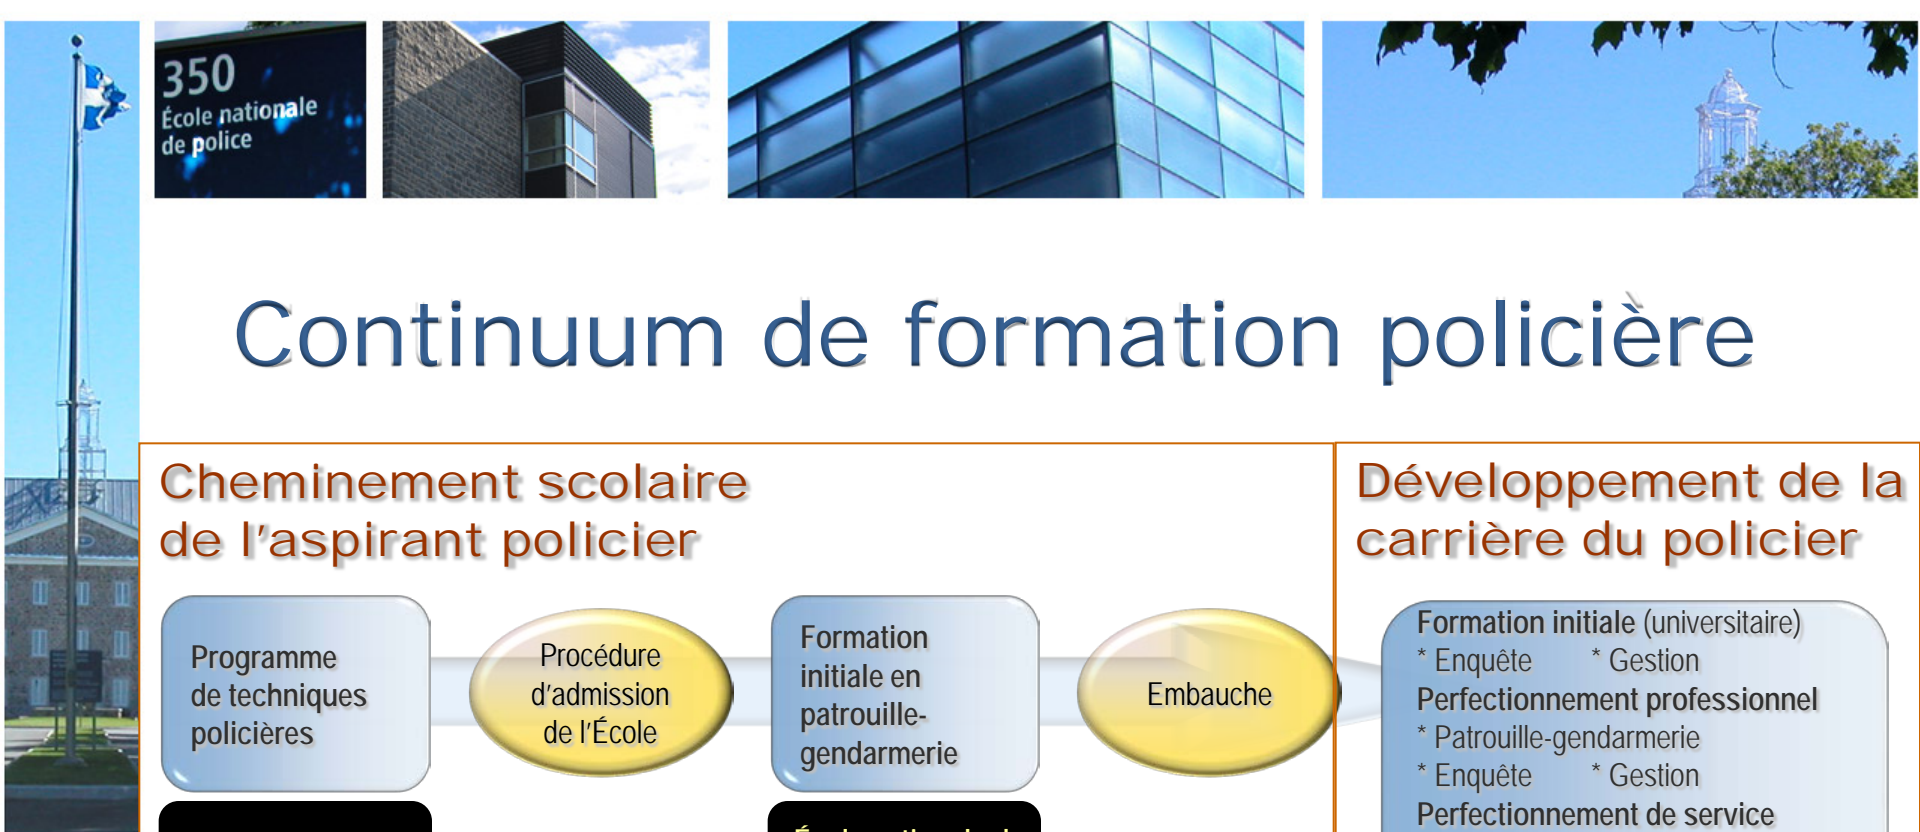 350
École nationale
de police
Continuum de formation policière
Cheminement scolaire
de l'aspirant policier
Développement de la
carrière du policier
Programme
de techniques
policières
Procédure
d'admission
de l'École
Formation
initiale en
patrouille-
gendarmerie
Embauche
Formation initiale (universitaire)
* Enquête * Gestion
Perfectionnement professionnel
* Patrouille-gendarmerie
* Enquête * Gestion
Perfectionnement de service